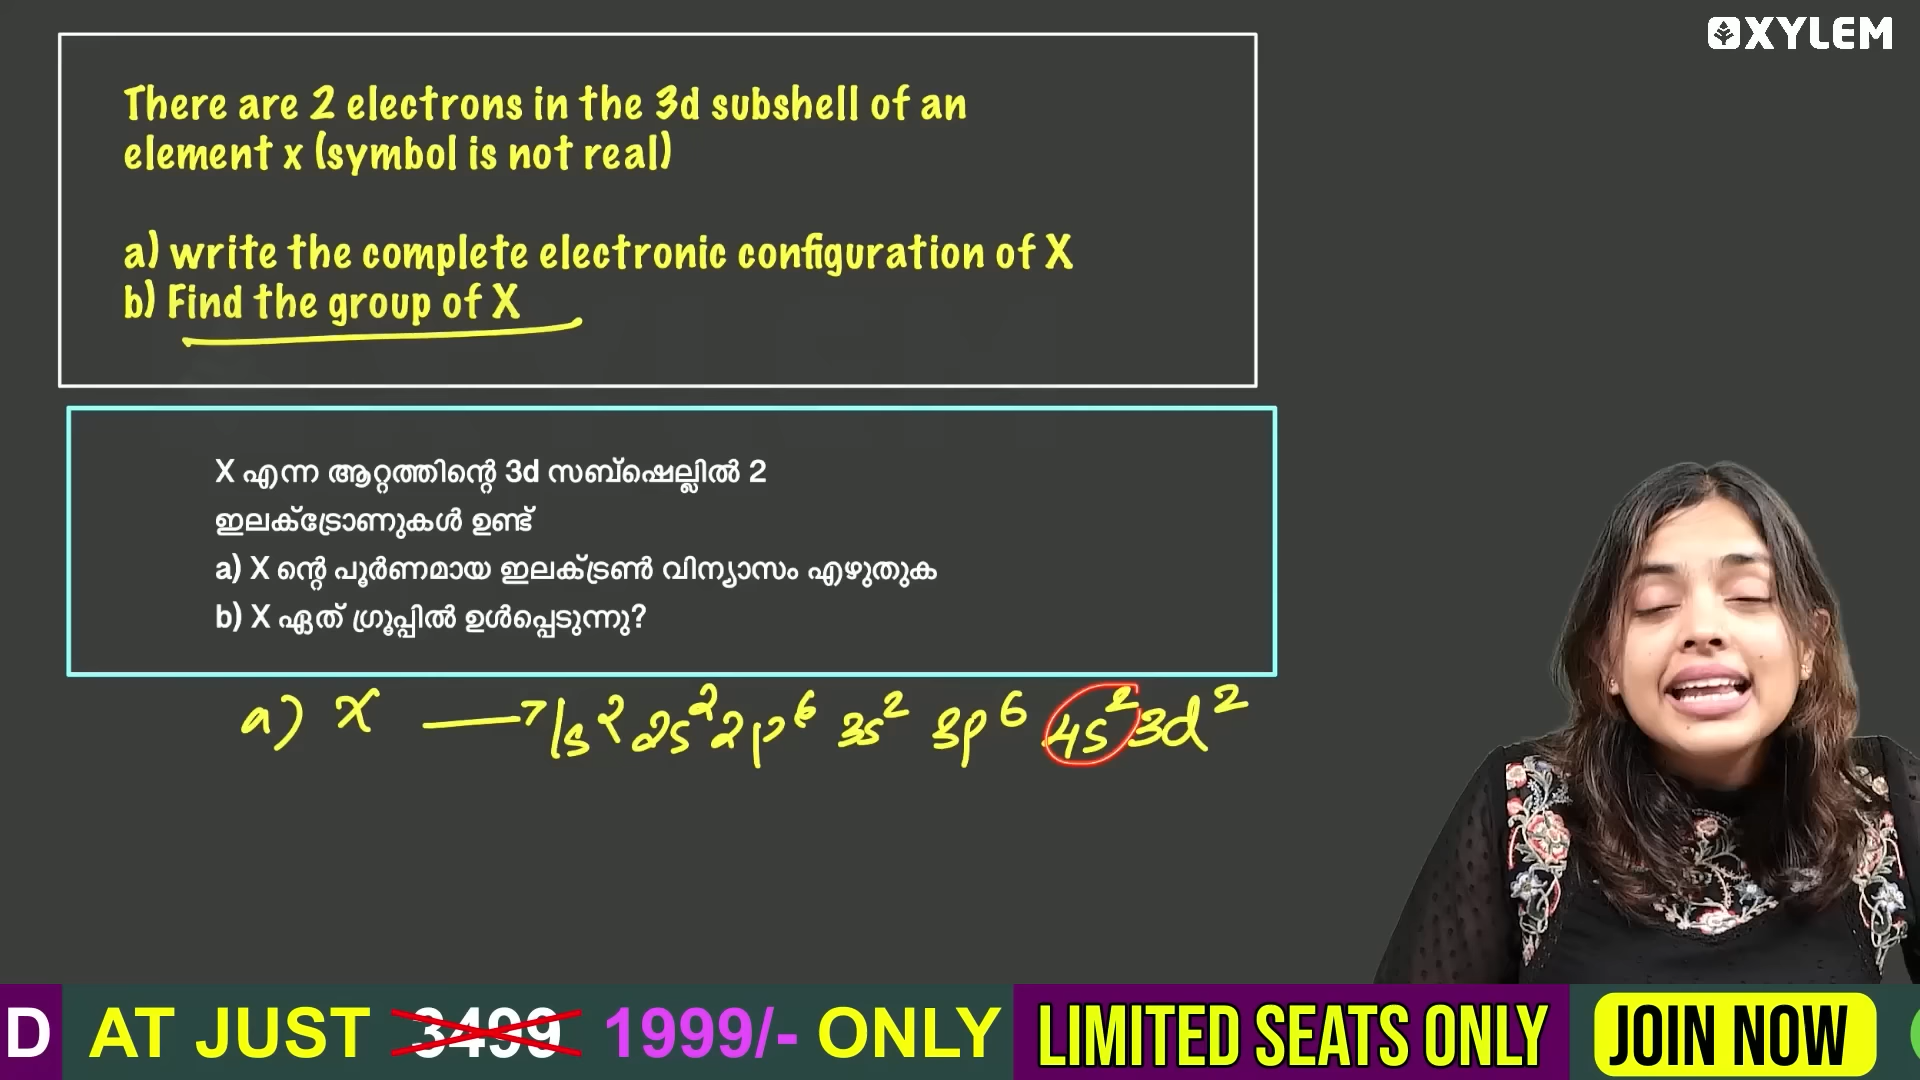 OXYLEM
There are 2 electrons in the 3d subshell of an
element x (symbol is not real)
a) write the complete electronic configuration of X
b) Find the group of X
X എന്ന ആറ്റത്തിന്റെ 3d സബ്ഷെല്ലിൽ 2
ഇലക്ട്രോണുകൾ ഉണ്ട്
a) X ന്റെ പൂർണമായ ഇലക്ട്രൺ വിന്യാസം എഴുതുക
b) X ഏത് ഗ്രൂപ്പിൽ ഉൾപ്പെടുന്നു?
a) X → 1s² 2s² 2p⁶ 3s² 3p⁶ 4s² 3d²
D AT JUST 3499 1999/- ONLY LIMITED SEATS ONLY JOIN NOW